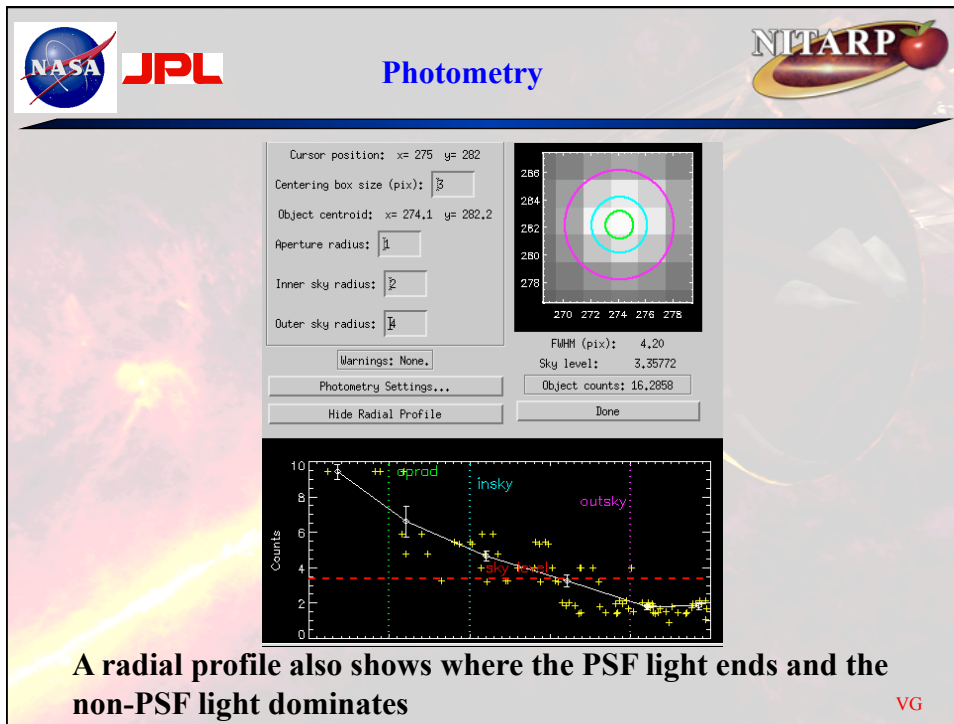 NASA
JPL
Photometry
NITARP
Cursor position: x= 275 y= 282
Centering box size (pix): 3
Object centroid: x= 274.1 y= 282.2
Aperture radius: 1
Inner sky radius: 2
Outer sky radius: 4
Warnings: None.
Photometry Settings...
Hide Radial Profile
286
284
282
280
278
270 272 274 276 278
FWHM (pix): 4.20
Sky level: 3.35772
Object counts: 16.2858
Done
10
8
6
4
2
0
Counts
aprad
insky
outsky
sky level
A radial profile also shows where the PSF light ends and the
non-PSF light dominates
VG